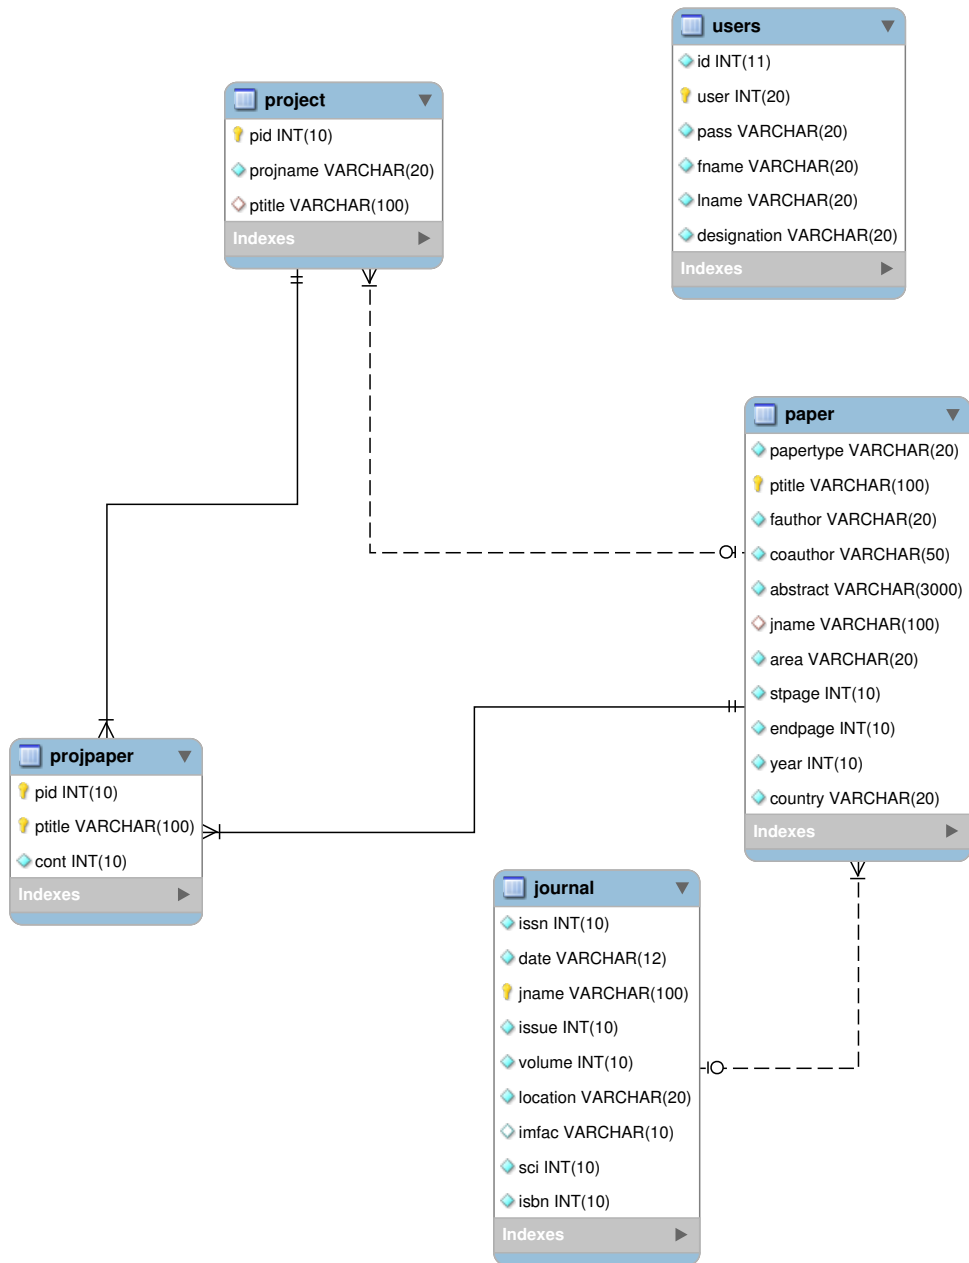 users
id INT(11)
user INT(20)
pass VARCHAR(20)
fname VARCHAR(20)
lname VARCHAR(20)
designation VARCHAR(20)
Indexes
project
pid INT(10)
projname VARCHAR(20)
ptitle VARCHAR(100)
Indexes
paper
papertype VARCHAR(20)
ptitle VARCHAR(100)
fauthor VARCHAR(20)
coauthor VARCHAR(50)
abstract VARCHAR(3000)
jname VARCHAR(100)
area VARCHAR(20)
stpage INT(10)
endpage INT(10)
year INT(10)
country VARCHAR(20)
Indexes
projpaper
pid INT(10)
ptitle VARCHAR(100)
cont INT(10)
Indexes
journal
issn INT(10)
date VARCHAR(12)
jname VARCHAR(100)
issue INT(10)
volume INT(10)
location VARCHAR(20)
imfac VARCHAR(10)
sci INT(10)
isbn INT(10)
Indexes